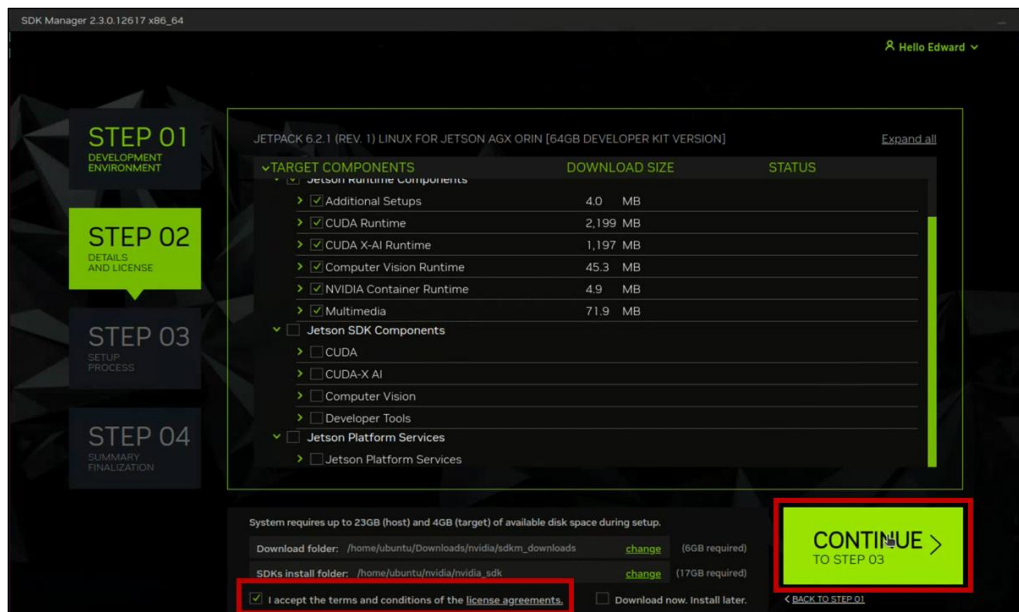 SDK Manager 2.3.0.12617 x86_64
Hello Edward
STEP 01
DEVELOPMENT
ENVIRONMENT
STEP 02
DETAILS
AND LICENSE
STEP 03
SETUP
PROCESS
STEP 04
SUMMARY
FINALIZATION
JETPACK 6.2.1 (REV. 1) LINUX FOR JETSON AGX ORIN [64GB DEVELOPER KIT VERSION] Expand all
TARGET COMPONENTS DOWNLOAD SIZE STATUS
Jetson Runtime Components
Additional Setups 4.0 MB
CUDA Runtime 2,199 MB
CUDA X-AI Runtime 1,197 MB
Computer Vision Runtime 45.3 MB
NVIDIA Container Runtime 4.9 MB
Multimedia 71.9 MB
Jetson SDK Components
CUDA
CUDA-X AI
Computer Vision
Developer Tools
Jetson Platform Services
Jetson Platform Services
System requires up to 23GB (host) and 4GB (target) of available disk space during setup.
Download folder: /home/ubuntu/Downloads/nvidia/sdkm_downloads change (6GB required)
SDKs install folder: /home/ubuntu/nvidia/nvidia_sdk change (17GB required)
I accept the terms and conditions of the license agreements. Download now. Install later.
CONTINUE
TO STEP 03
BACK TO STEP 01